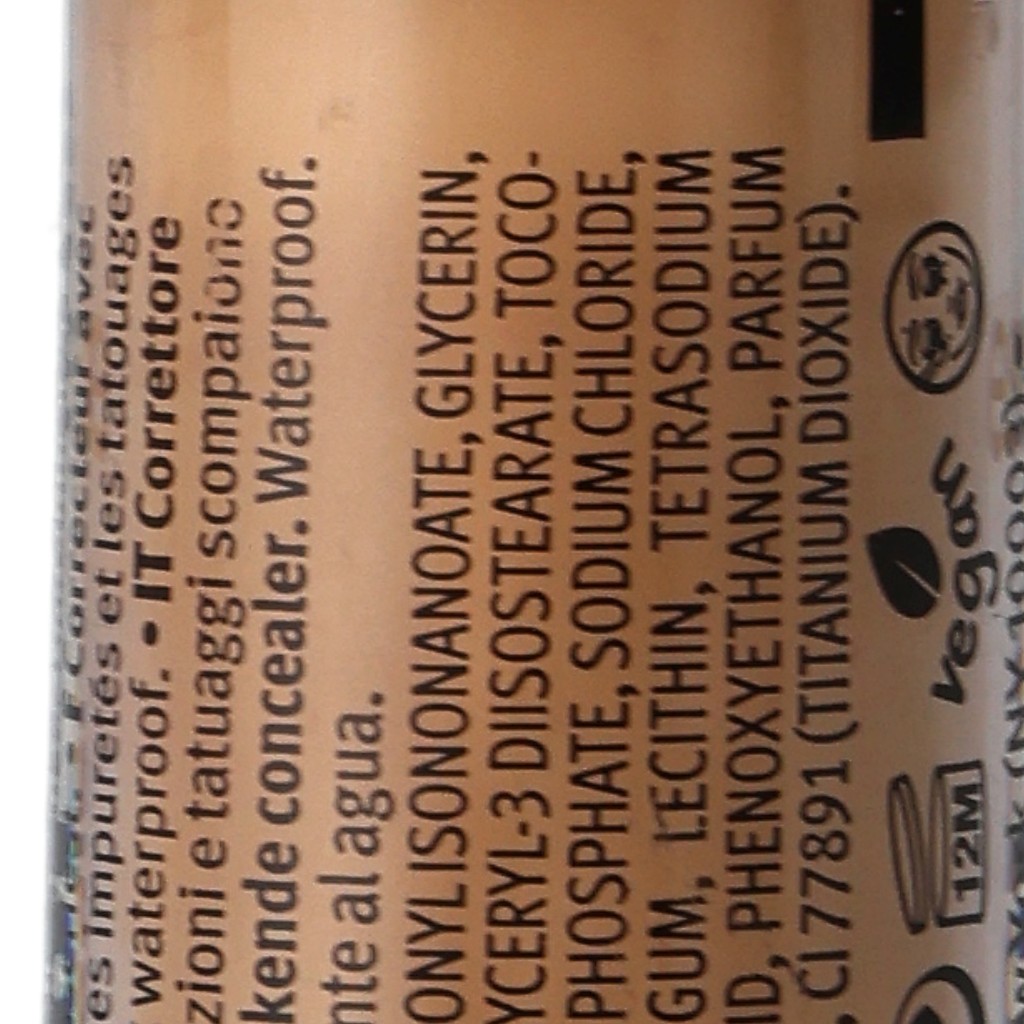 F Correcteur avec
es impuretés et les tatouages
waterproof. • IT Correttore
zioni e tatuaggi scompaiono
kende concealer. Waterproof.
nte al agua.
ONYL ISONONANOATE, GLYCERIN,
YCERYL-3 DIISOSTEARATE, TOCO-
PHOSPHATE, SODIUM CHLORIDE,
GUM, LECITHIN, TETRASODIUM
ID, PHENOXYETHANOL, PARFUM
, CI 77891 (TITANIUM DIOXIDE).
12M vegan